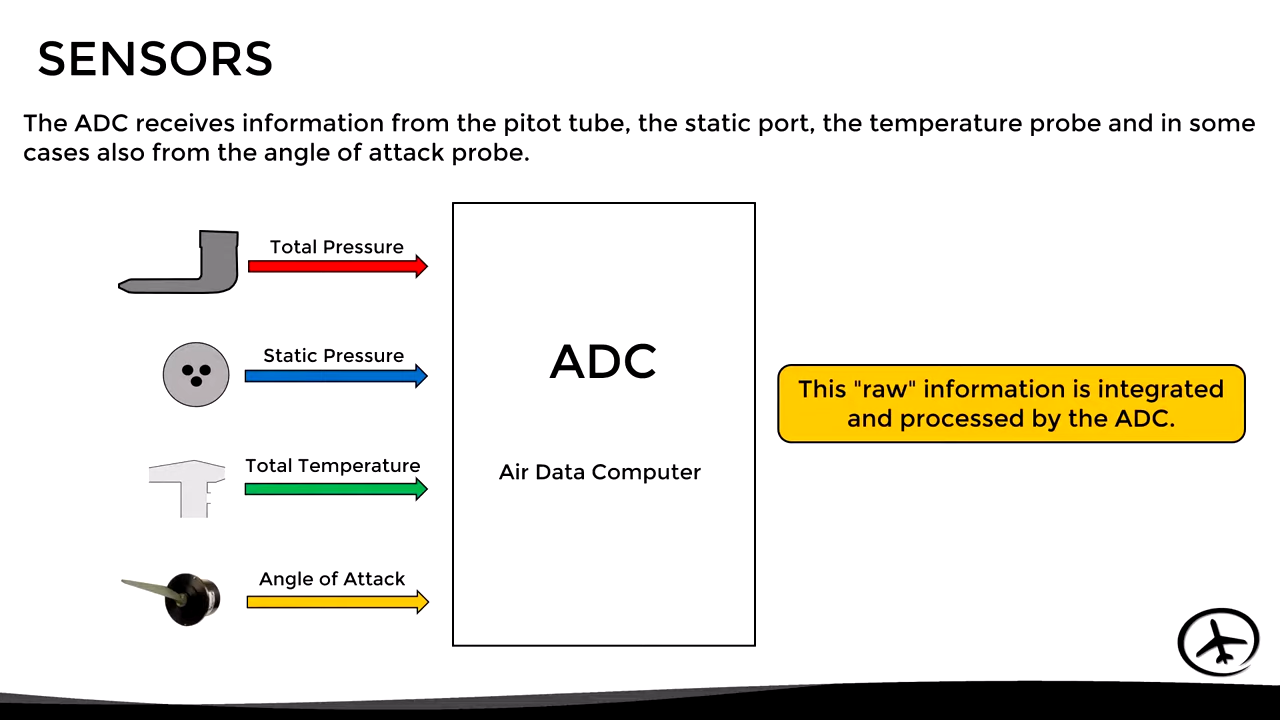 SENSORS
The ADC receives information from the pitot tube, the static port, the temperature probe and in some
cases also from the angle of attack probe.
Total Pressure
Static Pressure
Total Temperature
Angle of Attack
ADC
Air Data Computer
This "raw" information is integrated
and processed by the ADC.